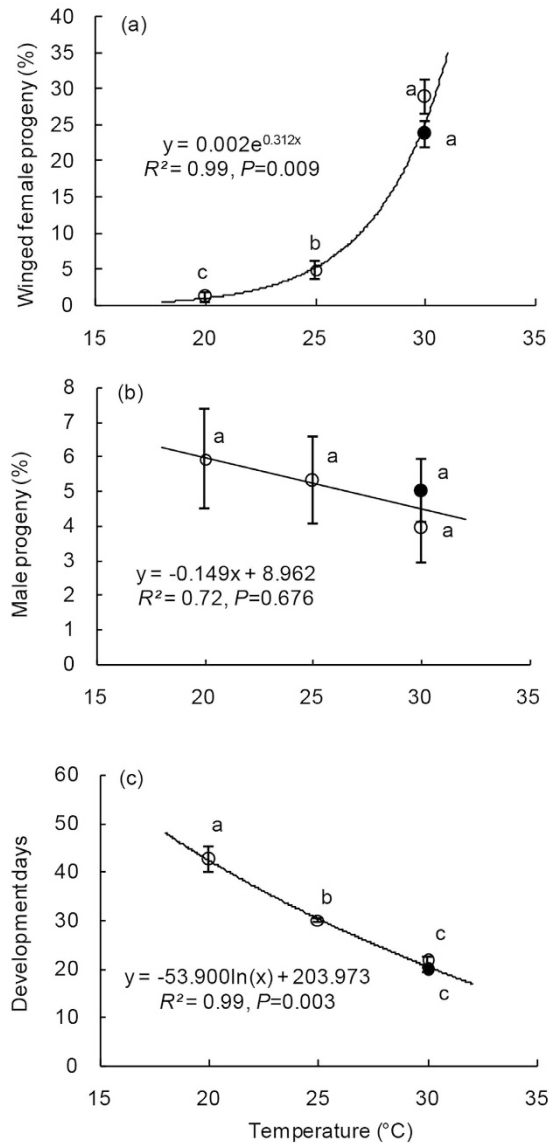 (a)
Winged female progeny (%)
40
35
30
25
20
15
10
5
0
a
a
b
c
y = 0.002e^0.312x
R² = 0.99, P=0.009
15 20 25 30 35
(b)
Male progeny (%)
8
7
6
5
4
3
2
1
0
a
a
a
a
y = -0.149x + 8.962
R² = 0.72, P=0.676
15 20 25 30 35
(c)
Development days
60
50
40
30
20
10
0
a
b
c
c
y = -53.900ln(x) + 203.973
R² = 0.99, P=0.003
15 20 25 30 35
Temperature (°C)